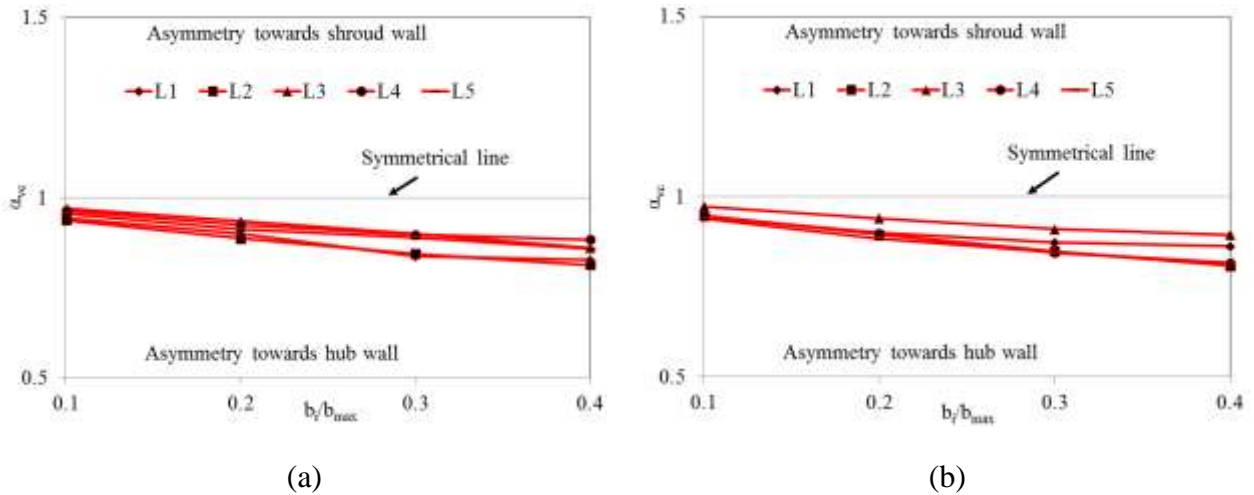 1.5
Asymmetry towards shroud wall
L1 L2 L3 L4 L5
Symmetrical line
1
Asymmetry towards hub wall
0.5
0.1 0.2 0.3 0.4
(a)
1.5
Asymmetry towards shroud wall
L1 L2 L3 L4 L5
Symmetrical line
1
Asymmetry towards hub wall
0.5
0.1 0.2 0.3 0.4
b_f/b_max
(b)